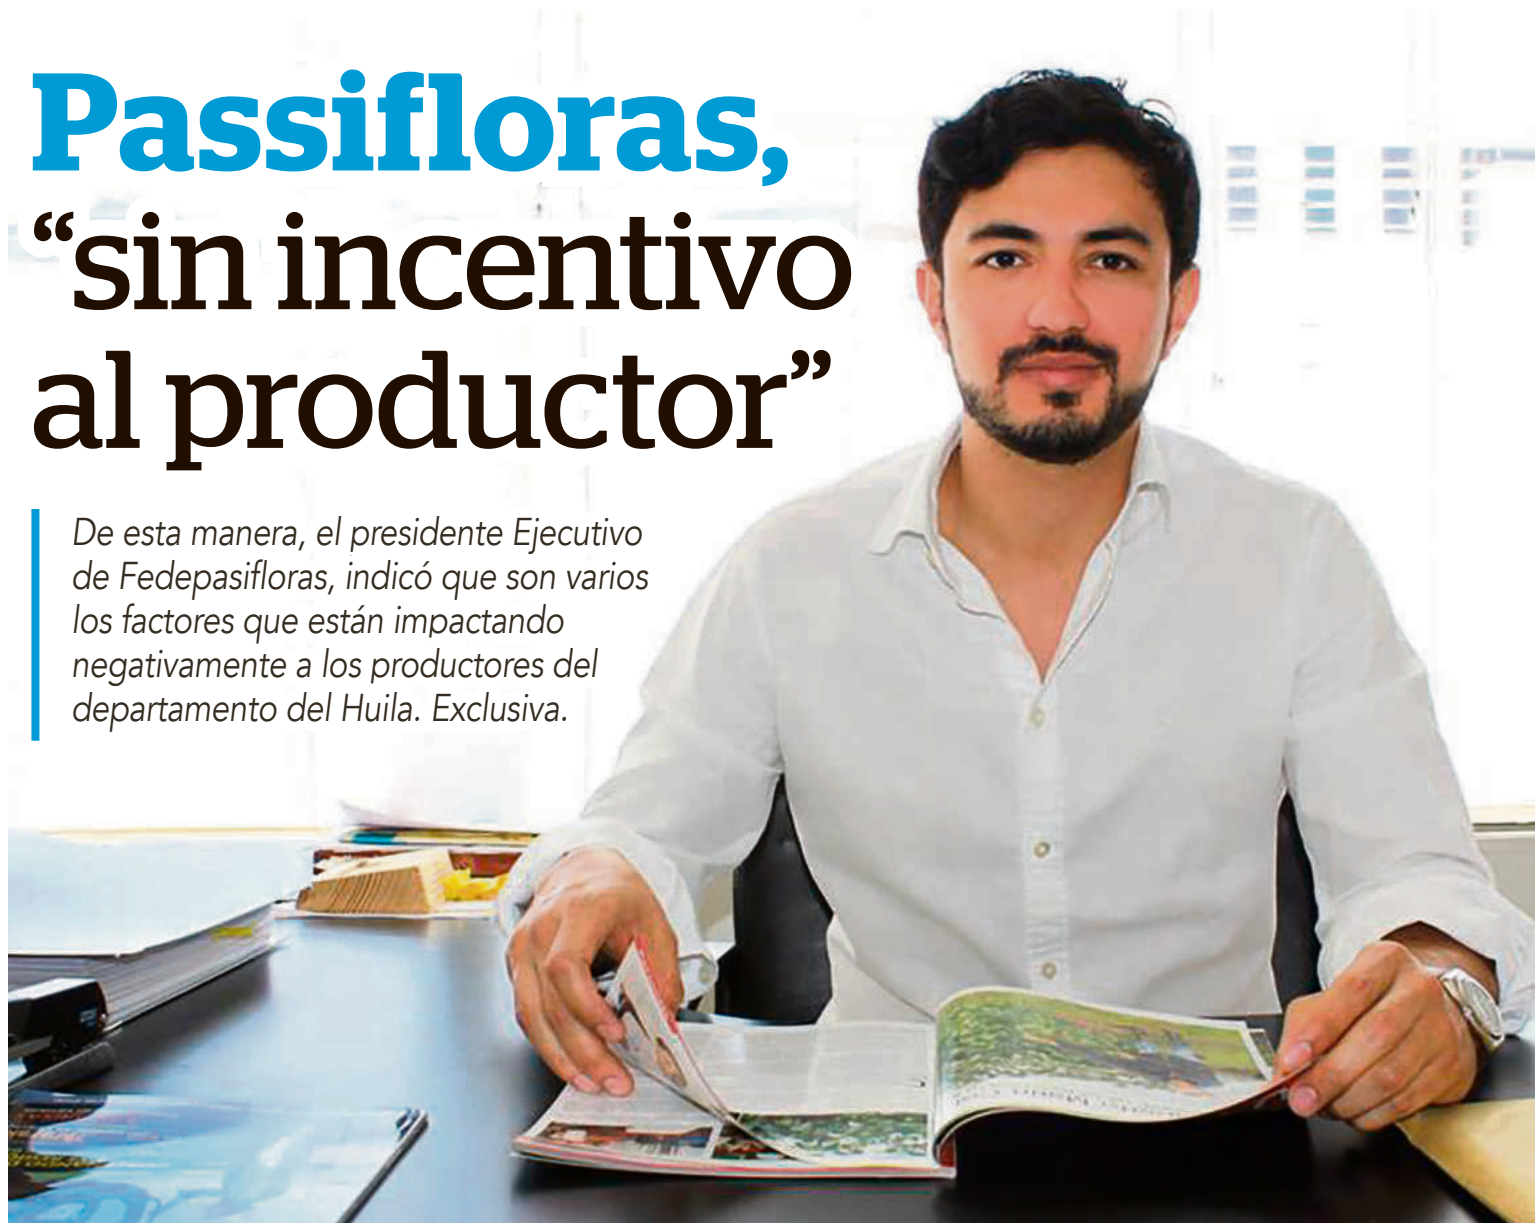 Passifloras,
“sin incentivo
al productor”
De esta manera, el presidente Ejecutivo
de Fedepasifloras, indicó que son varios
los factores que están impactando
negativamente a los productores del
departamento del Huila. Exclusiva.